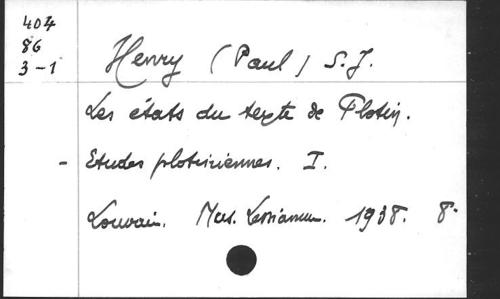 404
86
3-1
Henry (Paul) S.J.
Les états du texte de Plotin.
- Etudes plotiniennes. I.
Louvain. Mus. Lessianum. 1938. 8°